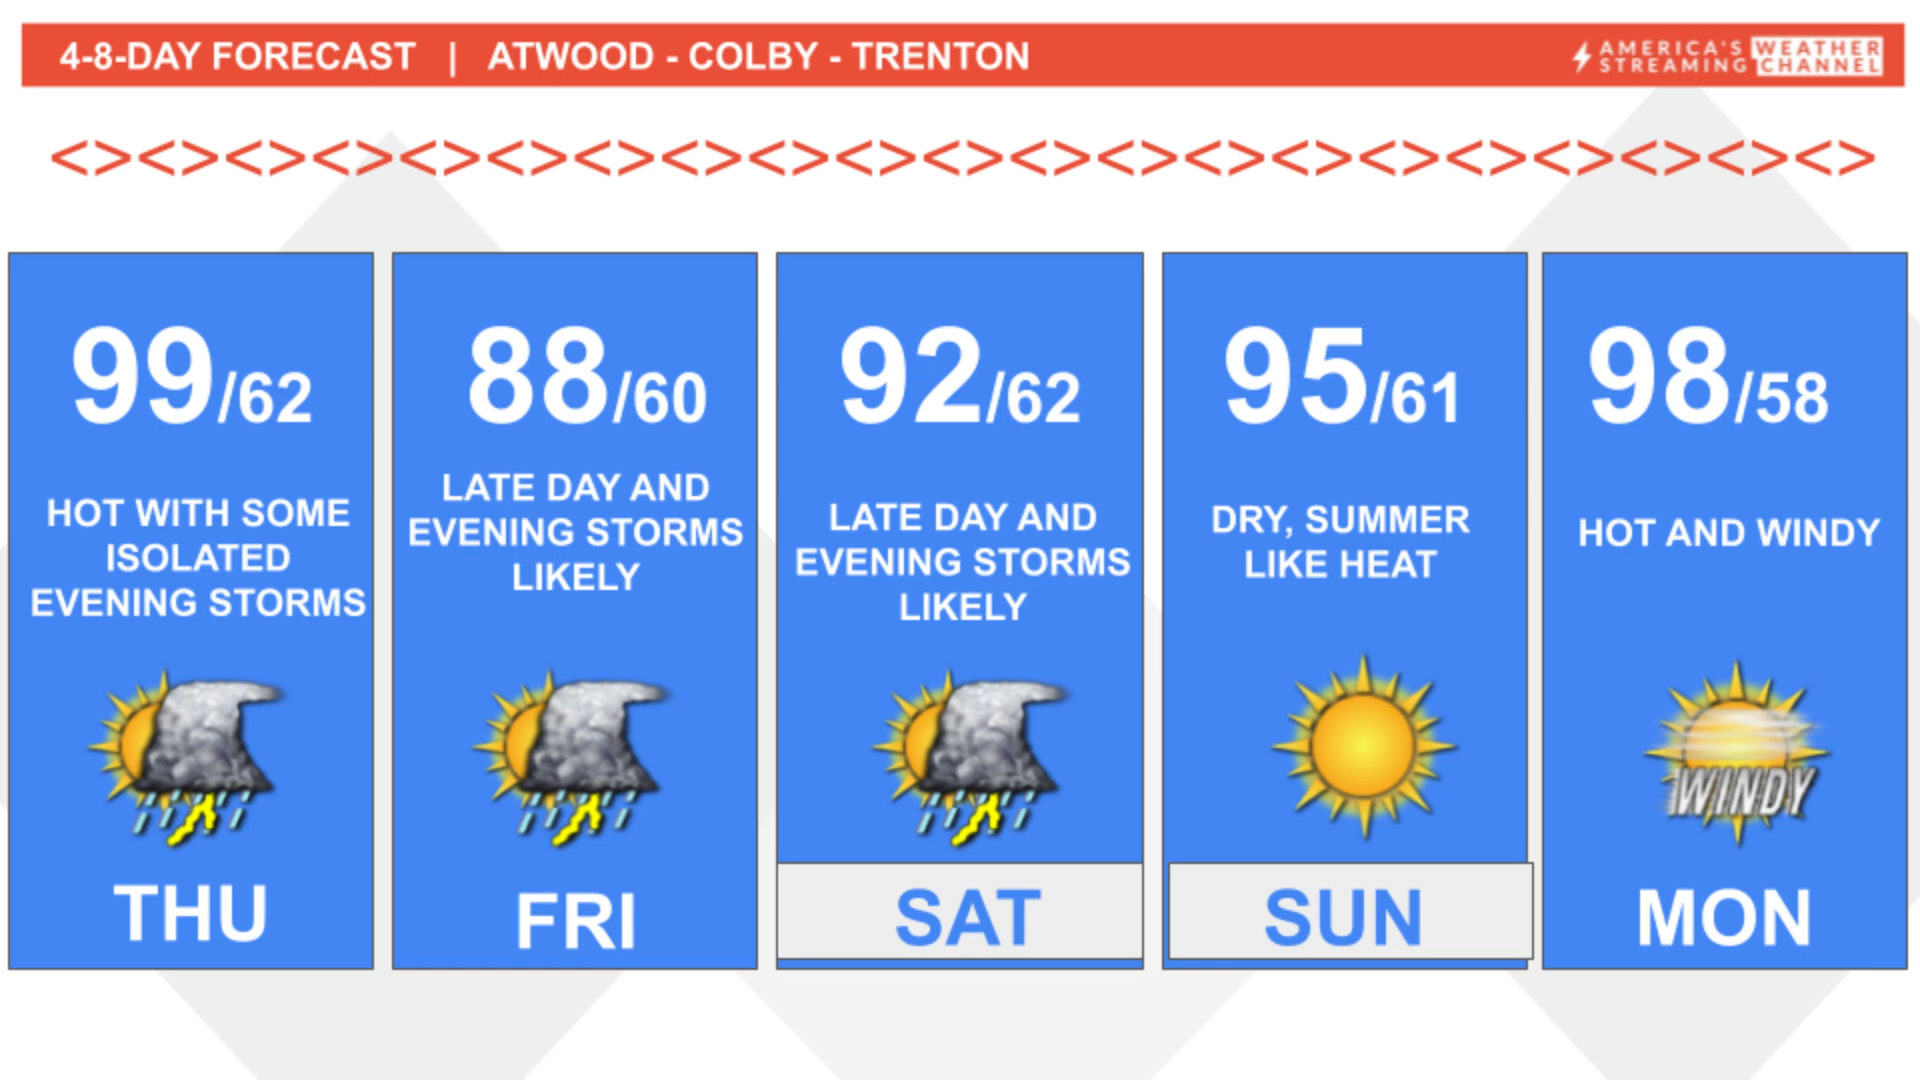 4-8-DAY FORECAST | ATWOOD - COLBY - TRENTON
AMERICA'S STREAMING WEATHER CHANNEL
<><><><><><><><><><><><><><><><><><><><><>
99/62
HOT WITH SOME
ISOLATED
EVENING STORMS
THU
88/60
LATE DAY AND
EVENING STORMS
LIKELY
FRI
92/62
LATE DAY AND
EVENING STORMS
LIKELY
SAT
95/61
DRY, SUMMER
LIKE HEAT
SUN
98/58
HOT AND WINDY
WINDY
MON